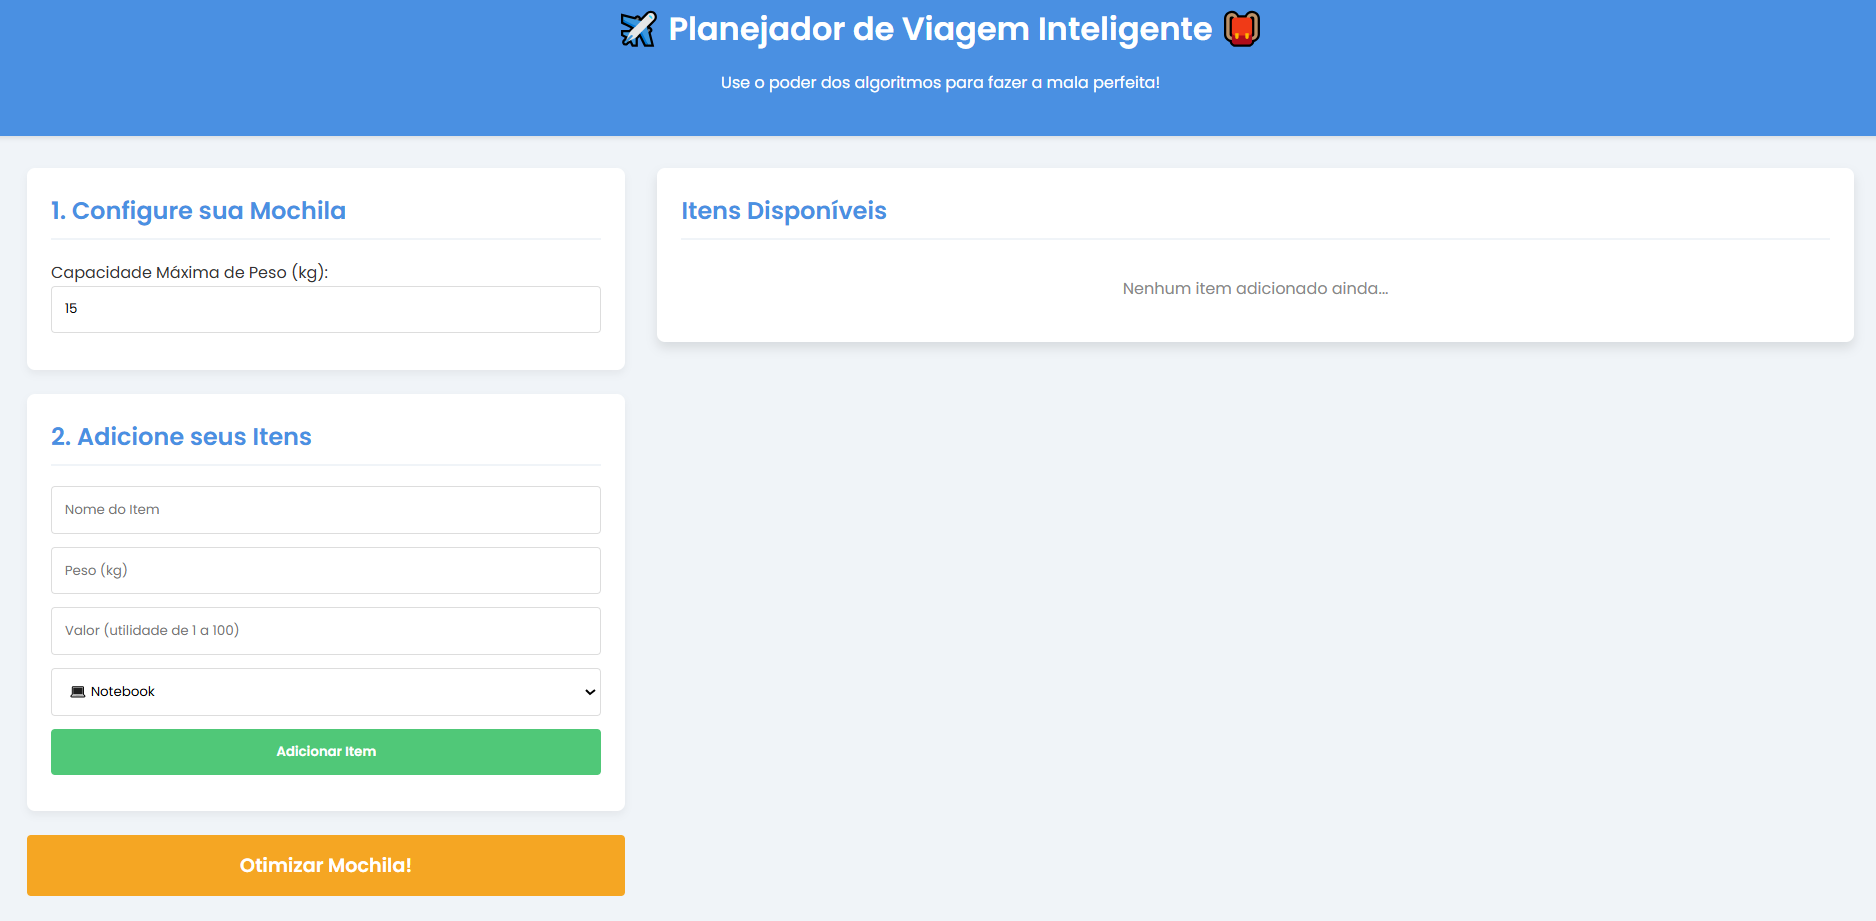 ✈️ Planejador de Viagem Inteligente 🎒
Use o poder dos algoritmos para fazer a mala perfeita!
1. Configure sua Mochila
Capacidade Máxima de Peso (kg):
15
2. Adicione seus Itens
Nome do Item
Peso (kg)
Valor (utilidade de 1 a 100)
💻 Notebook
Adicionar Item
Otimizar Mochila!
Itens Disponíveis
Nenhum item adicionado ainda...